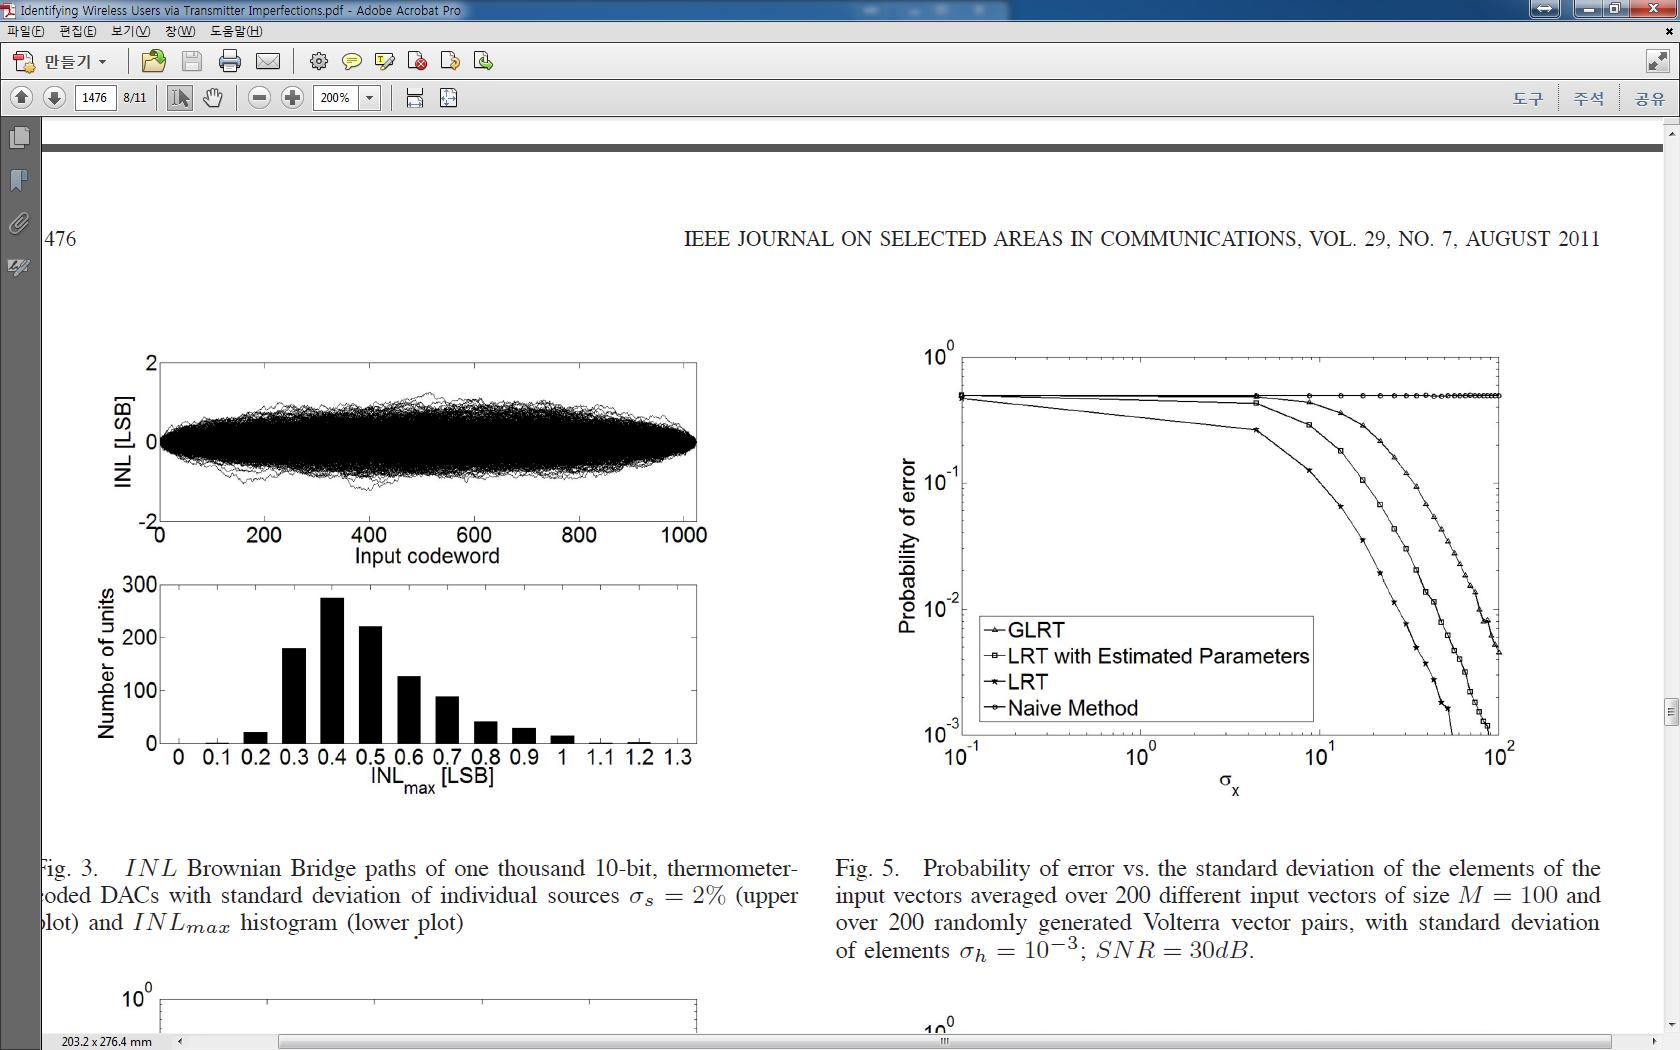 Identifying Wireless Users via Transmitter Imperfections.pdf - Adobe Acrobat Pro
파일(F) 편집(E) 보기(V) 창(W) 도움말(H)
만들기
1476 8/11 200% 도구 주석 공유
476 IEEE JOURNAL ON SELECTED AREAS IN COMMUNICATIONS, VOL. 29, NO. 7, AUGUST 2011
INL [LSB]
2
0
-2
0 200 400 600 800 1000
Input codeword
Number of units
300
200
100
0
0 0.1 0.2 0.3 0.4 0.5 0.6 0.7 0.8 0.9 1 1.1 1.2 1.3
INLmax [LSB]
Fig. 3. INL Brownian Bridge paths of one thousand 10-bit, thermometer-
coded DACs with standard deviation of individual sources σs = 2% (upper
plot) and INLmax histogram (lower plot)
10^0
Probability of error
10^0
10^-1
10^-2
10^-3
GLRT
LRT with Estimated Parameters
LRT
Naive Method
10^-1 10^0 10^1 10^2
σx
Fig. 5. Probability of error vs. the standard deviation of the elements of the
input vectors averaged over 200 different input vectors of size M = 100 and
over 200 randomly generated Volterra vector pairs, with standard deviation
of elements σh = 10^-3; SNR = 30dB.
10^0
203.2 x 276.4 mm